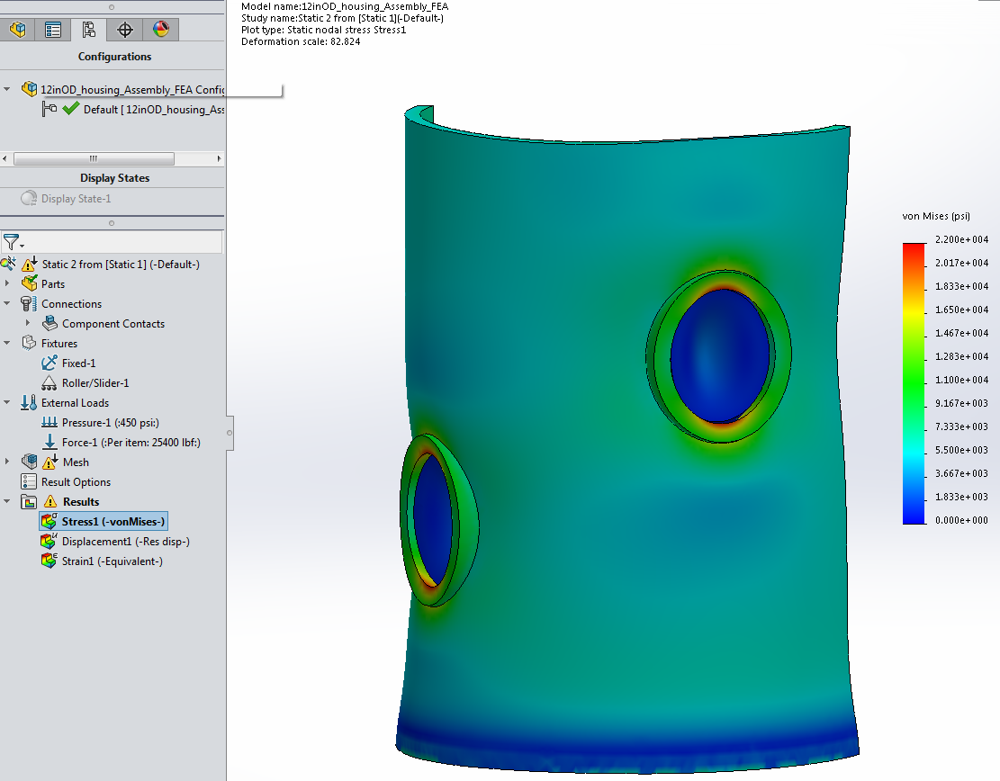 Model name:12inOD_housing_Assembly_FEA
Study name:Static 2 from [Static 1](-Default-)
Plot type: Static nodal stress Stress1
Deformation scale: 82.824
Configurations
12inOD_housing_Assembly_FEA Config
Default [ 12inOD_housing_Ass
Display States
Display State-1
Static 2 from [Static 1] (-Default-)
Parts
Connections
Component Contacts
Fixtures
Fixed-1
Roller/Slider-1
External Loads
Pressure-1 (:450 psi:)
Force-1 (:Per item: 25400 lbf:)
Mesh
Result Options
Results
Stress1 (-vonMises-)
Displacement1 (-Res disp-)
Strain1 (-Equivalent-)
von Mises (psi)
2.200e+004
2.017e+004
1.833e+004
1.650e+004
1.467e+004
1.283e+004
1.100e+004
9.167e+003
7.333e+003
5.500e+003
3.667e+003
1.833e+003
0.000e+000